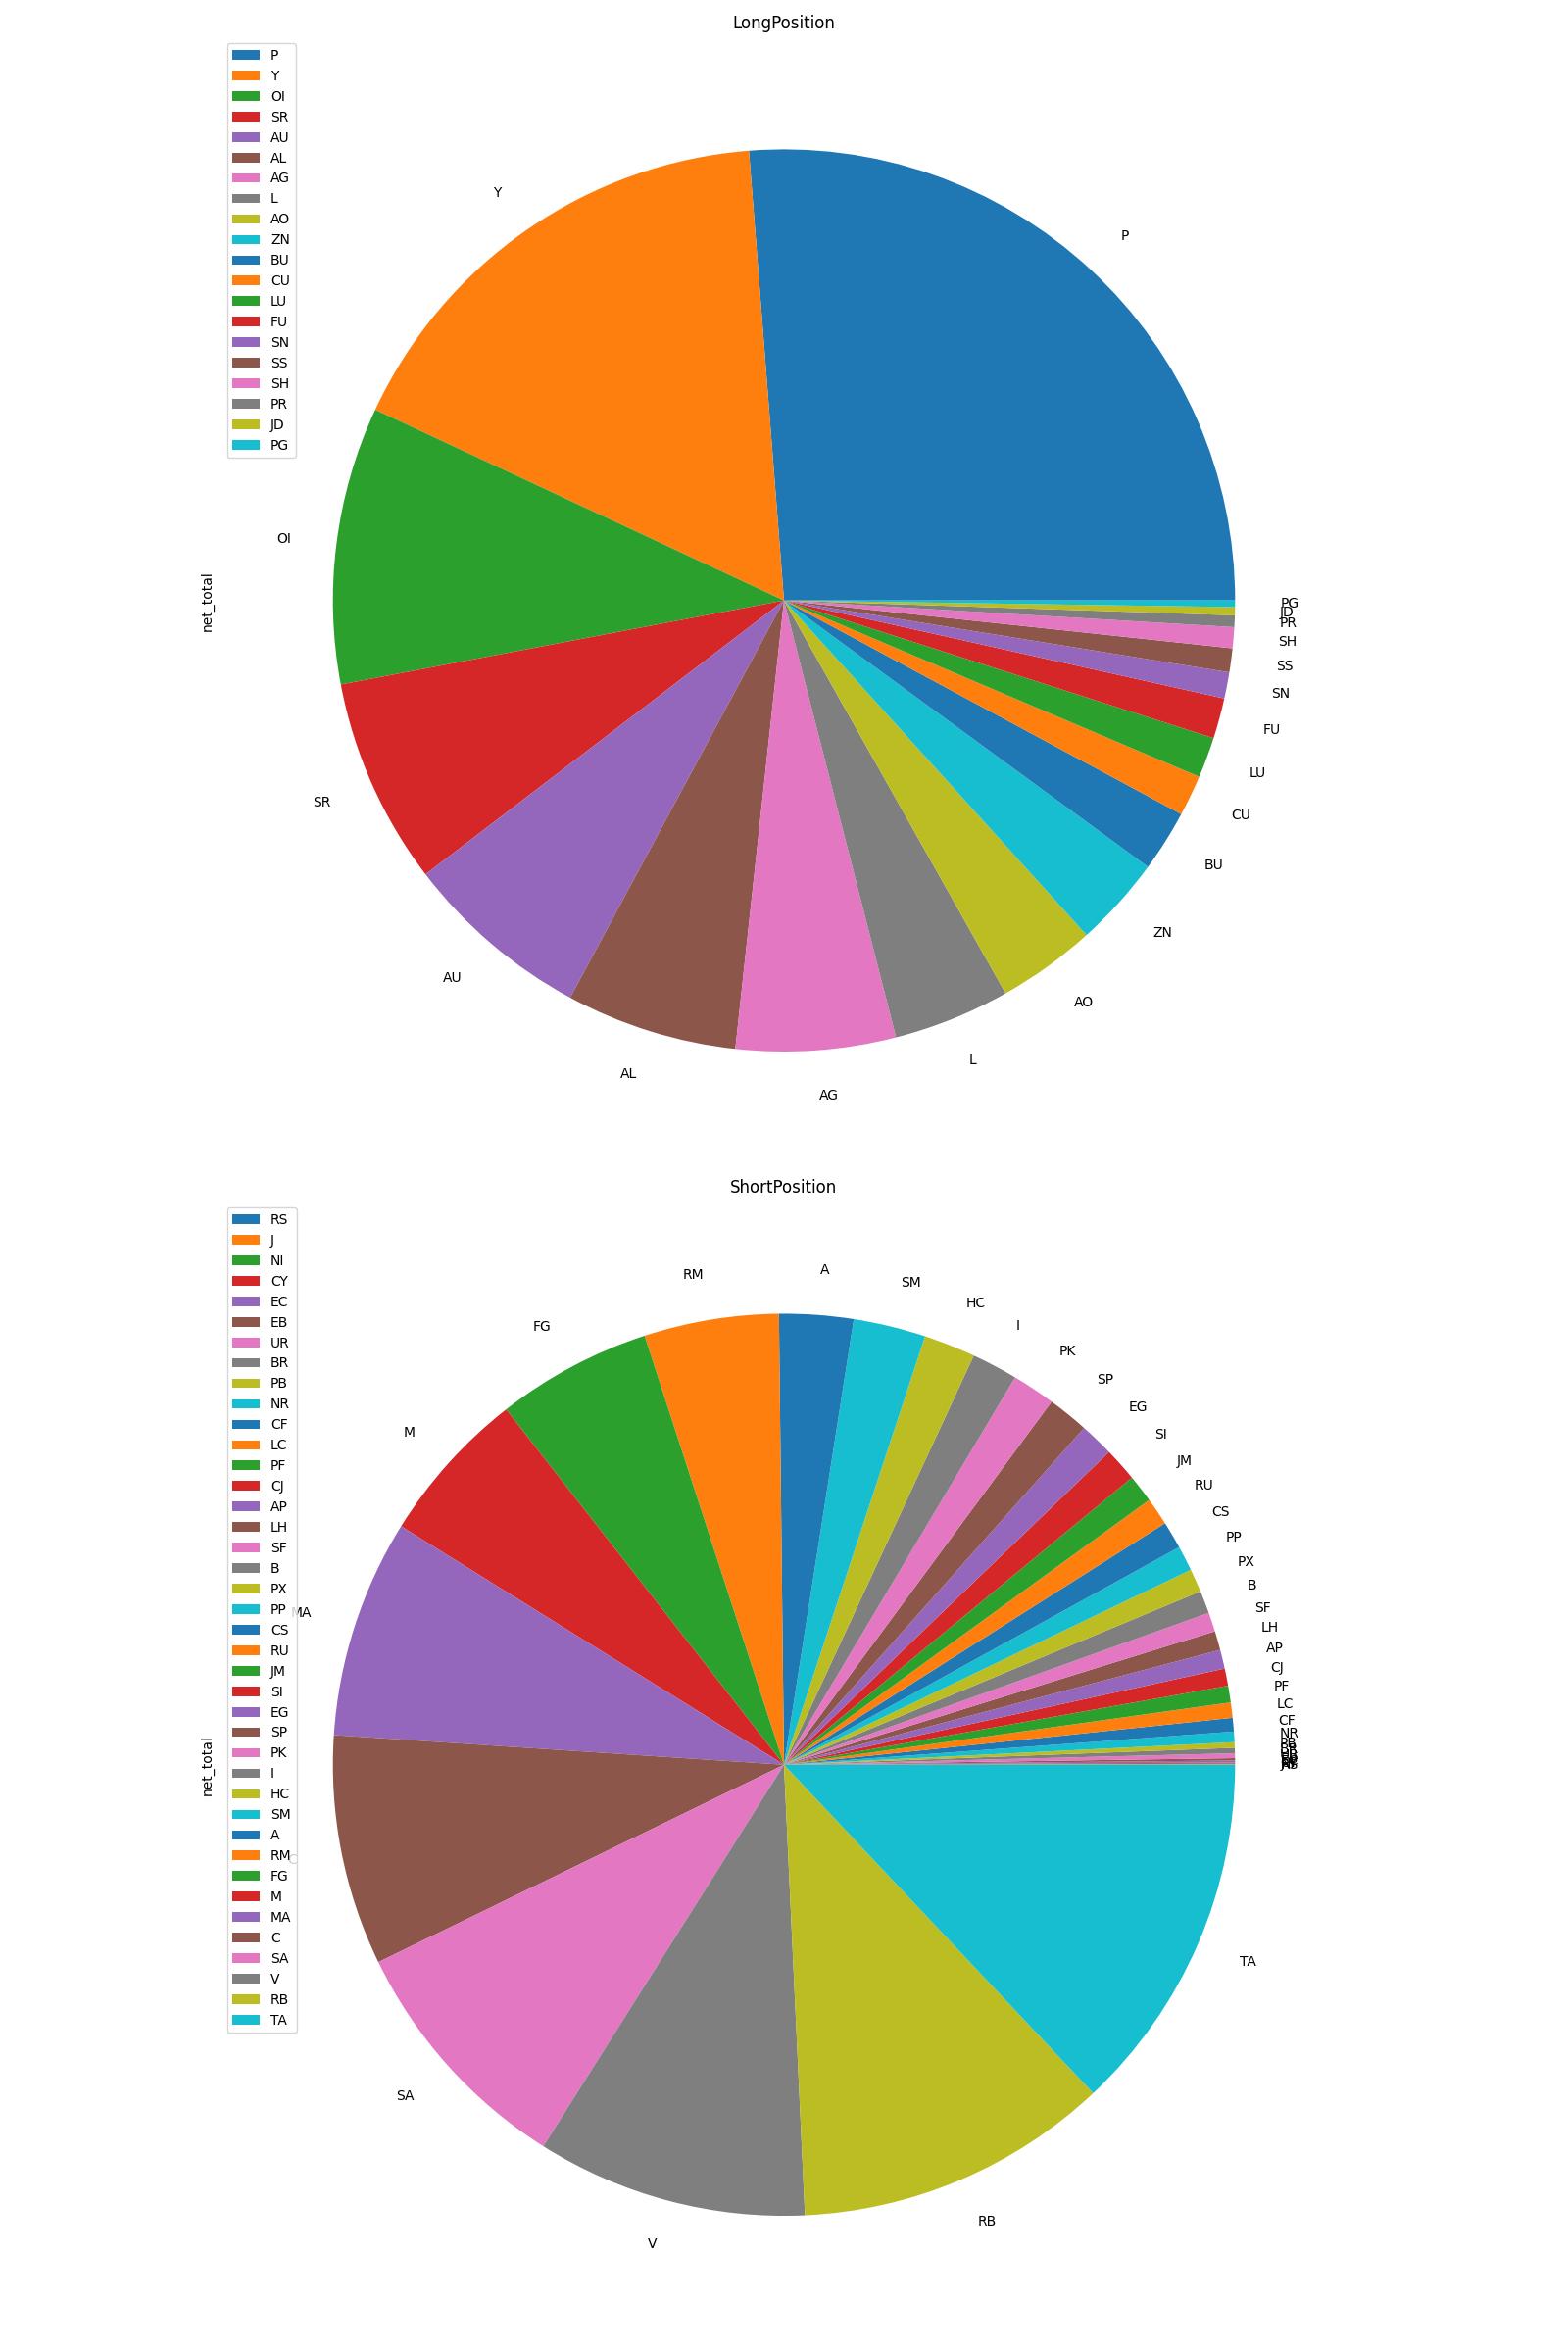 LongPosition
P
Y
OI
SR
AU
AL
AG
L
AO
ZN
BU
CU
LU
FU
SN
SS
SH
PR
JD
PG
net_total
P
Y
OI
SR
AU
AL
AG
L
AO
ZN
BU
CU
LU
FU
SN
SS
SH
PR
JD
PG
ShortPosition
RS
J
NI
CY
EC
EB
UR
BR
PB
NR
CF
LC
PF
CJ
AP
LH
SF
B
PX
PP
CS
RU
JM
SI
EG
SP
PK
I
HC
SM
A
RM
FG
M
MA
C
SA
V
RB
TA
net_total
A
RM
SM
HC
I
FG
PK
SP
EG
M
SI
JM
RU
CS
PP
PX
B
SF
MA
LH
AP
CJ
PF
LC
CF
NR
C
TA
SA
RB
V